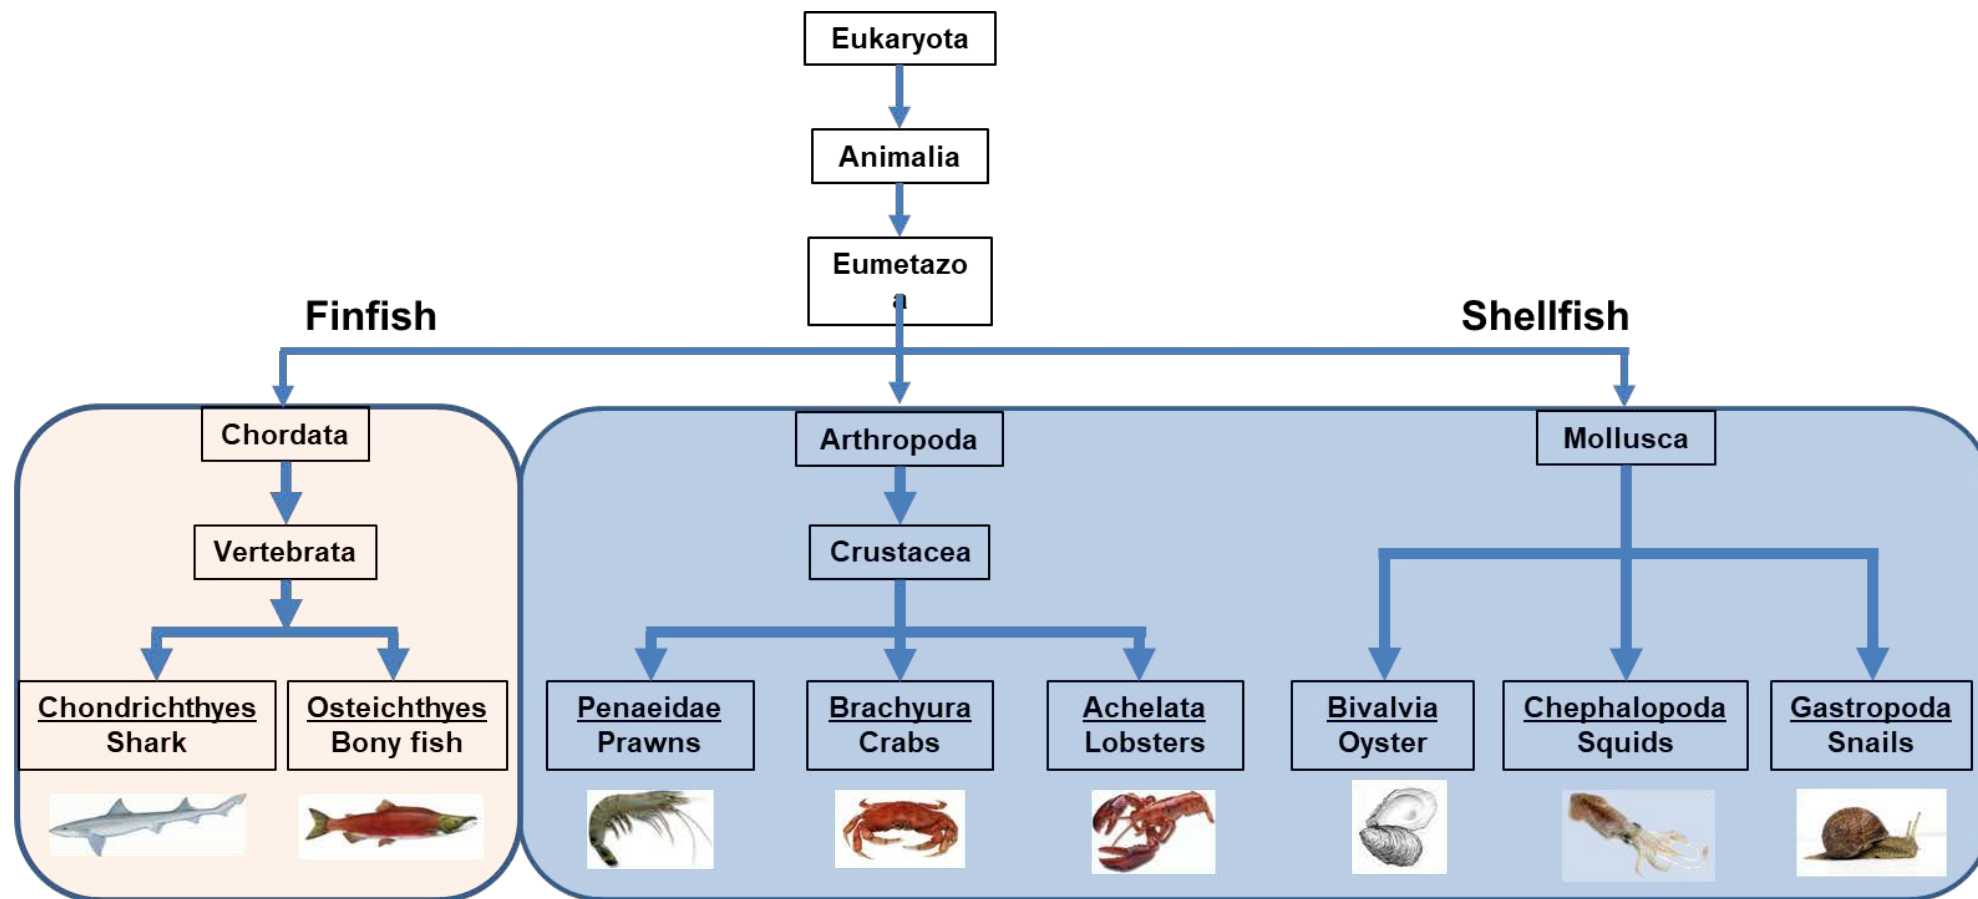 Eukaryota
Animalia
Eumetazo
a
Finfish
Shellfish
Chordata
Arthropoda
Mollusca
Vertebrata
Crustacea
Chondrichthyes
Shark
Osteichthyes
Bony fish
Penaeidae
Prawns
Brachyura
Crabs
Achelata
Lobsters
Bivalvia
Oyster
Chephalopoda
Squids
Gastropoda
Snails